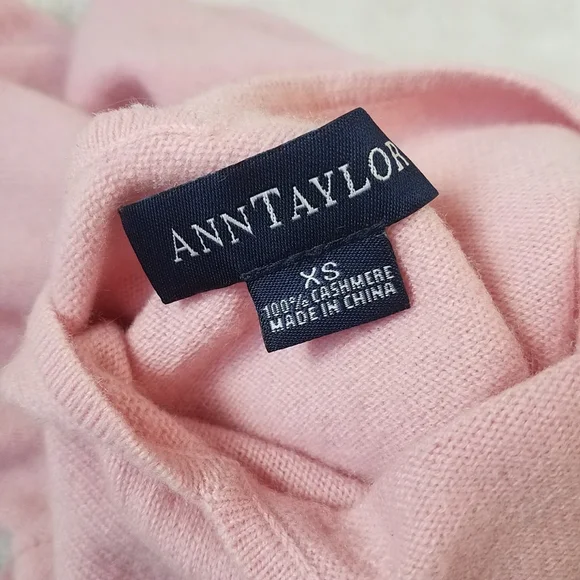 ANNTAYLOR
XS
100% CASHMERE
MADE IN CHINA